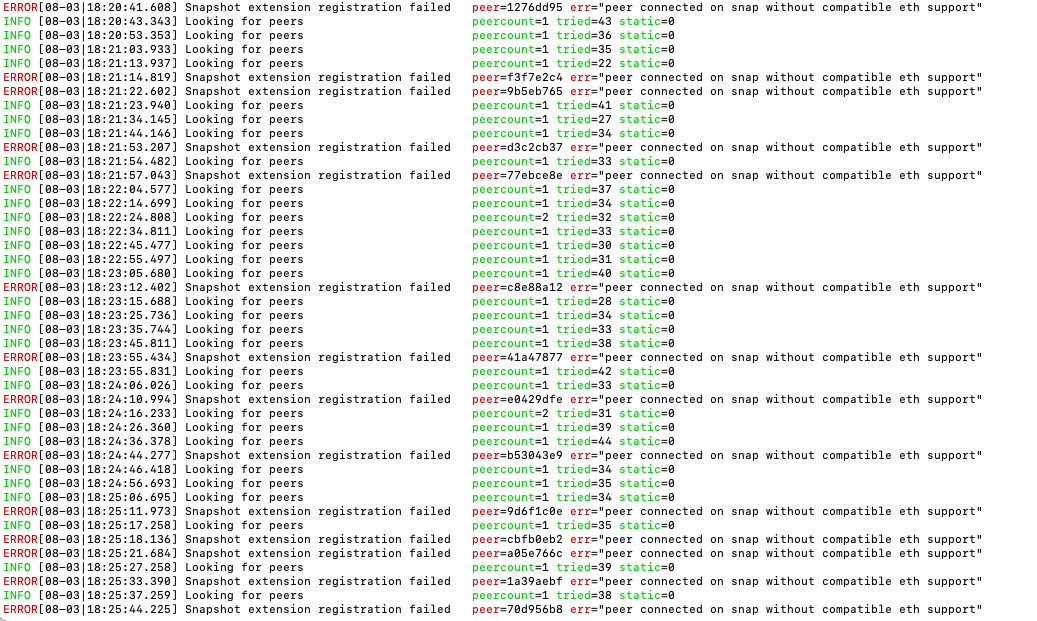 ERROR[08-03|18:20:41.608] Snapshot extension registration failed peer=1276dd95 err="peer connected on snap without compatible eth support"
INFO [08-03|18:20:43.343] Looking for peers peercount=1 tried=43 static=0
INFO [08-03|18:20:53.353] Looking for peers peercount=1 tried=36 static=0
INFO [08-03|18:21:03.933] Looking for peers peercount=1 tried=35 static=0
INFO [08-03|18:21:13.937] Looking for peers peercount=1 tried=22 static=0
ERROR[08-03|18:21:14.819] Snapshot extension registration failed peer=f3f7e2c4 err="peer connected on snap without compatible eth support"
ERROR[08-03|18:21:22.602] Snapshot extension registration failed peer=9b5eb765 err="peer connected on snap without compatible eth support"
INFO [08-03|18:21:23.940] Looking for peers peercount=1 tried=41 static=0
INFO [08-03|18:21:34.145] Looking for peers peercount=1 tried=27 static=0
INFO [08-03|18:21:44.146] Looking for peers peercount=1 tried=34 static=0
ERROR[08-03|18:21:53.207] Snapshot extension registration failed peer=d3c2cb37 err="peer connected on snap without compatible eth support"
INFO [08-03|18:21:54.482] Looking for peers peercount=1 tried=33 static=0
ERROR[08-03|18:21:57.043] Snapshot extension registration failed peer=77ebce8e err="peer connected on snap without compatible eth support"
INFO [08-03|18:22:04.577] Looking for peers peercount=1 tried=37 static=0
INFO [08-03|18:22:14.699] Looking for peers peercount=1 tried=34 static=0
INFO [08-03|18:22:24.808] Looking for peers peercount=2 tried=32 static=0
INFO [08-03|18:22:34.811] Looking for peers peercount=1 tried=33 static=0
INFO [08-03|18:22:45.477] Looking for peers peercount=1 tried=30 static=0
INFO [08-03|18:22:55.497] Looking for peers peercount=1 tried=31 static=0
INFO [08-03|18:23:05.680] Looking for peers peercount=1 tried=40 static=0
ERROR[08-03|18:23:12.402] Snapshot extension registration failed peer=c8e88a12 err="peer connected on snap without compatible eth support"
INFO [08-03|18:23:15.688] Looking for peers peercount=1 tried=28 static=0
INFO [08-03|18:23:25.736] Looking for peers peercount=1 tried=34 static=0
INFO [08-03|18:23:35.744] Looking for peers peercount=1 tried=33 static=0
INFO [08-03|18:23:45.811] Looking for peers peercount=1 tried=38 static=0
ERROR[08-03|18:23:55.434] Snapshot extension registration failed peer=41a47877 err="peer connected on snap without compatible eth support"
INFO [08-03|18:23:55.831] Looking for peers peercount=1 tried=42 static=0
INFO [08-03|18:24:06.026] Looking for peers peercount=1 tried=33 static=0
ERROR[08-03|18:24:10.994] Snapshot extension registration failed peer=e0429dfe err="peer connected on snap without compatible eth support"
INFO [08-03|18:24:16.233] Looking for peers peercount=2 tried=31 static=0
INFO [08-03|18:24:26.360] Looking for peers peercount=1 tried=39 static=0
INFO [08-03|18:24:36.378] Looking for peers peercount=1 tried=44 static=0
ERROR[08-03|18:24:44.277] Snapshot extension registration failed peer=b53043e9 err="peer connected on snap without compatible eth support"
INFO [08-03|18:24:46.418] Looking for peers peercount=1 tried=34 static=0
INFO [08-03|18:24:56.693] Looking for peers peercount=1 tried=35 static=0
INFO [08-03|18:25:06.695] Looking for peers peercount=1 tried=34 static=0
ERROR[08-03|18:25:11.973] Snapshot extension registration failed peer=9d6f1c0e err="peer connected on snap without compatible eth support"
INFO [08-03|18:25:17.258] Looking for peers peercount=1 tried=35 static=0
ERROR[08-03|18:25:18.136] Snapshot extension registration failed peer=cbfb0eb2 err="peer connected on snap without compatible eth support"
ERROR[08-03|18:25:21.684] Snapshot extension registration failed peer=a05e766c err="peer connected on snap without compatible eth support"
INFO [08-03|18:25:27.258] Looking for peers peercount=1 tried=39 static=0
ERROR[08-03|18:25:33.390] Snapshot extension registration failed peer=1a39aebf err="peer connected on snap without compatible eth support"
INFO [08-03|18:25:37.259] Looking for peers peercount=1 tried=38 static=0
ERROR[08-03|18:25:44.225] Snapshot extension registration failed peer=70d956b8 err="peer connected on snap without compatible eth support"